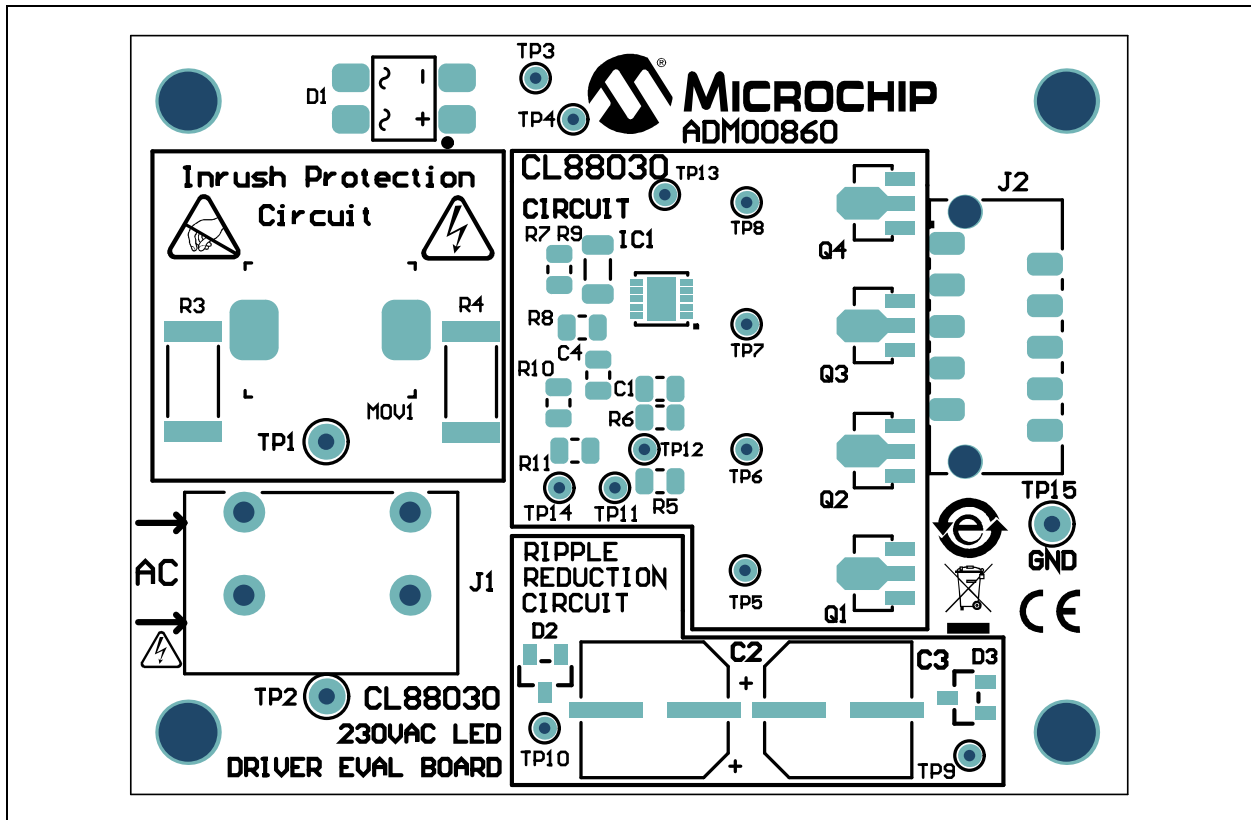 TP3
®
MICROCHIP
D1
~ −
~ +
TP4
ADM00860
Inrush Protection
Circuit
CL88030
CIRCUIT
TP13
TP8
J2
R7 R9
IC1
Q4
R3
R4
R8
TP7
C4
R10
Q3
C1
MOV1
R6
TP1
TP12
R11
TP6
R5
TP14
TP11
Q2
TP15
GND
AC
J1
RIPPLE
REDUCTION
CIRCUIT
e
TP5
Q1
CE
D2
C2
+
C3
D3
TP2
CL88030
230VAC LED
DRIVER EVAL BOARD
TP10
+
TP9